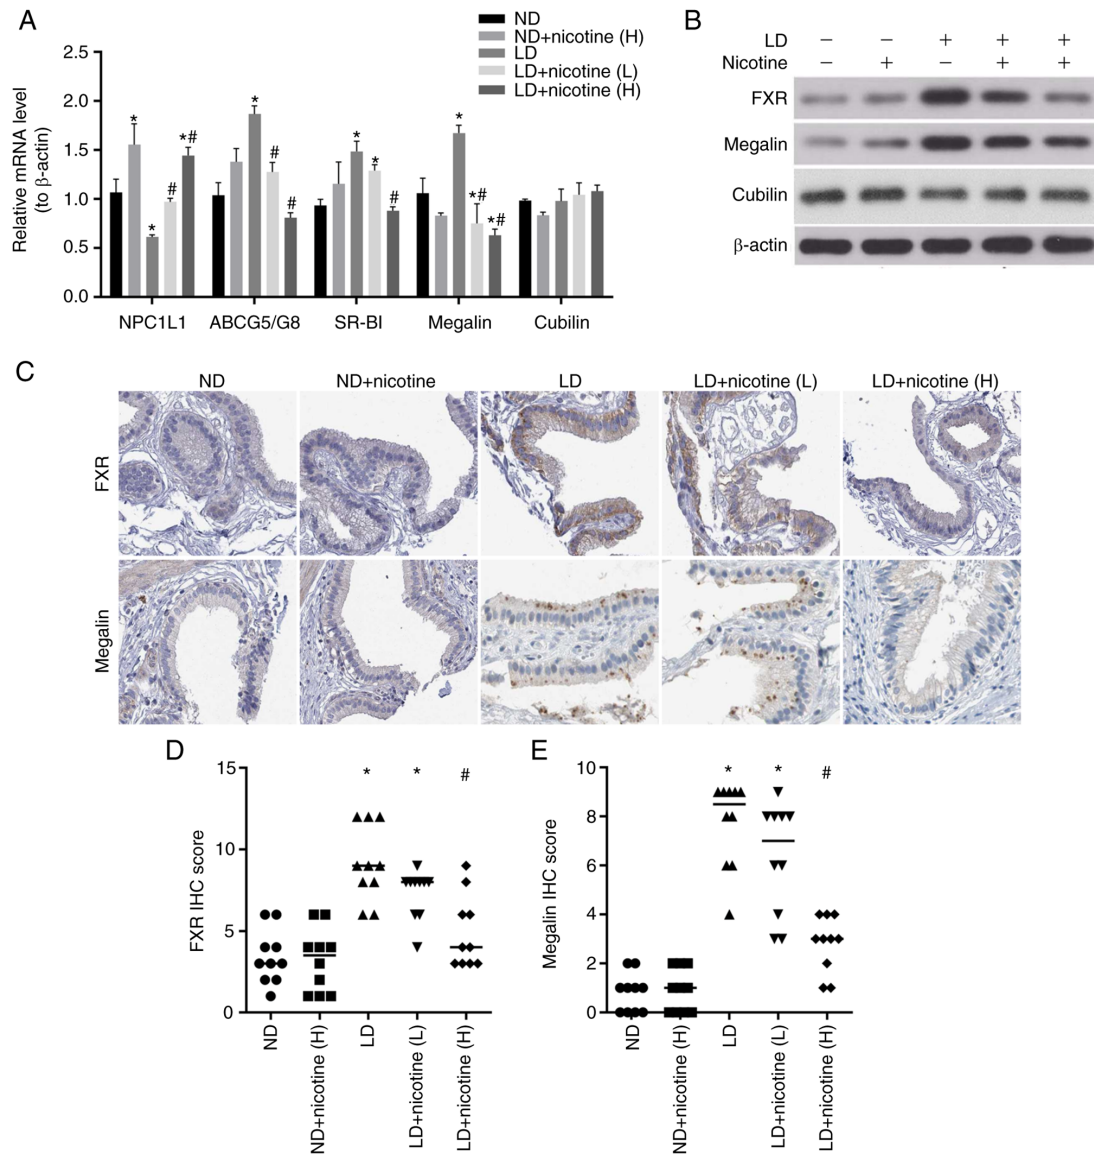 A
ND
ND+nicotine (H)
LD
LD+nicotine (L)
LD+nicotine (H)
Relative mRNA level
(to β-actin)
2.5
2.0
1.5
1.0
0.5
0.0
* * *# #
* # #
* * #
* *# *#
NPC1L1 ABCG5/G8 SR-BI Megalin Cubilin
B
LD − − + + +
Nicotine − + − + +
FXR
Megalin
Cubilin
β-actin
C
ND ND+nicotine LD LD+nicotine (L) LD+nicotine (H)
FXR
Megalin
D
FXR IHC score
15
10
5
0
* * #
ND ND+nicotine (H) LD LD+nicotine (L) LD+nicotine (H)
E
Megalin IHC score
10
8
6
4
2
0
* * #
ND ND+nicotine (H) LD LD+nicotine (L) LD+nicotine (H)